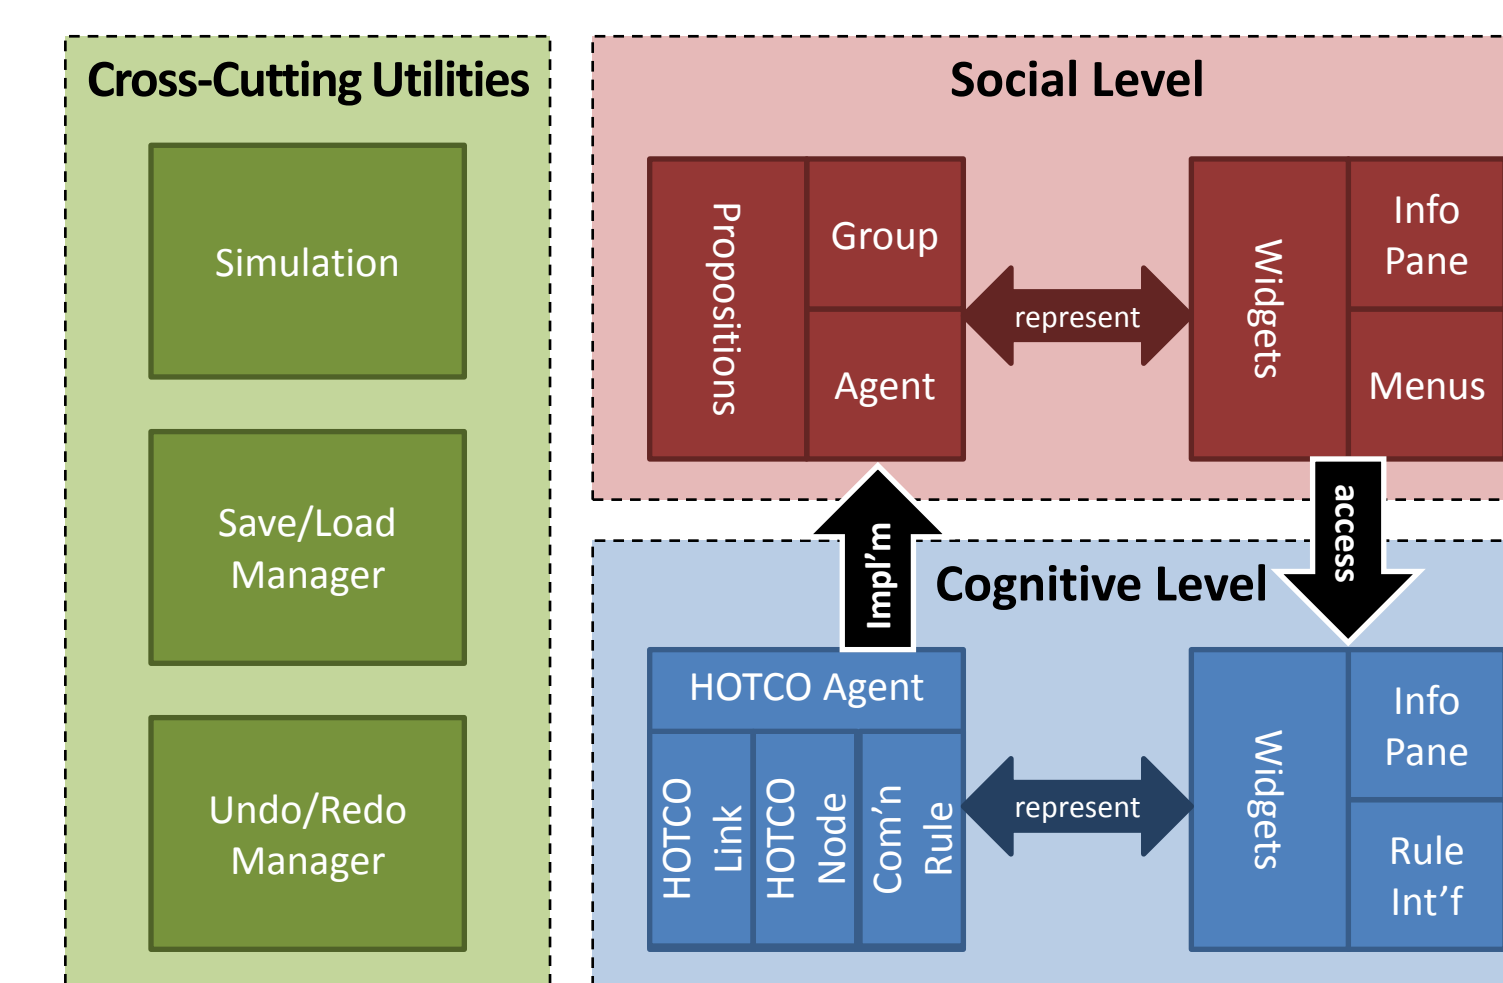 Cross-Cutting Utilities
Simulation
Save/Load
Manager
Undo/Redo
Manager
Social Level
Propositions
Group
Agent
represent
Widgets
Info
Pane
Menus
Impl’m
access
Cognitive Level
HOTCO Agent
HOTCO
Link
HOTCO
Node
Com’n
Rule
represent
Widgets
Info
Pane
Rule
Int’f